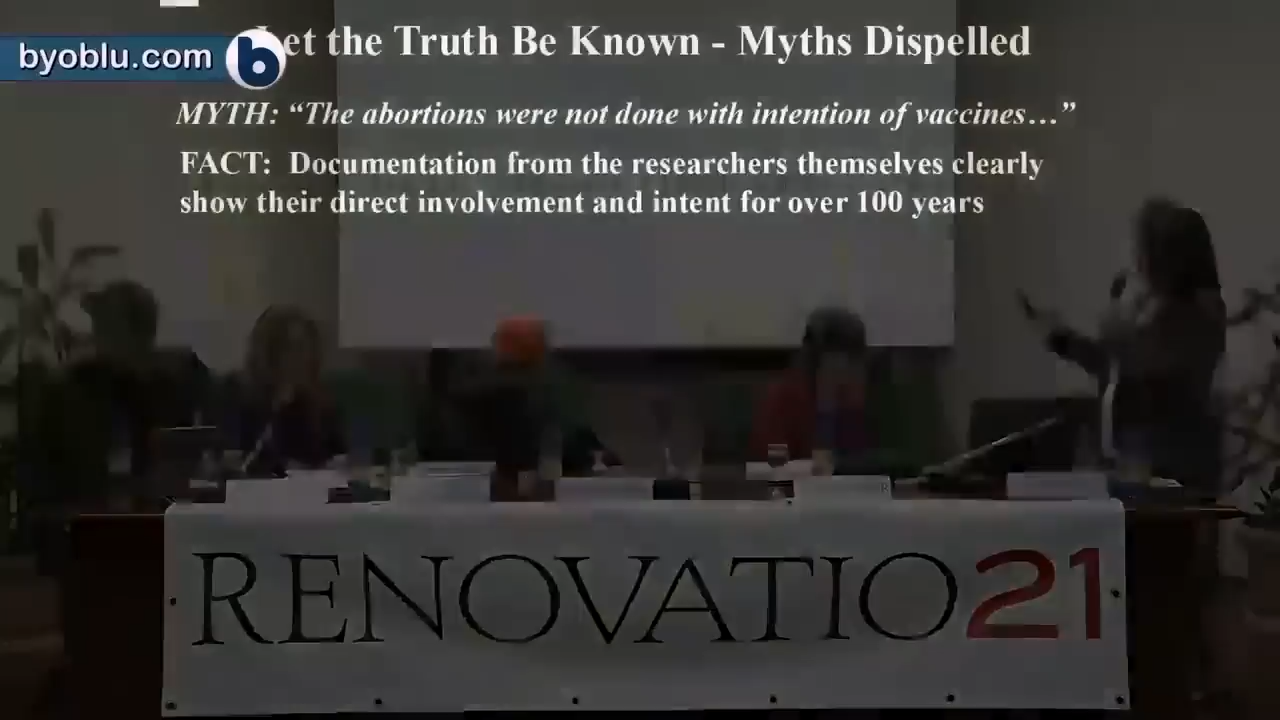 Let the Truth Be Known - Myths Dispelled
byoblu.com b
MYTH: “The abortions were not done with intention of vaccines…”
FACT: Documentation from the researchers themselves clearly
show their direct involvement and intent for over 100 years
RENOVATIO21